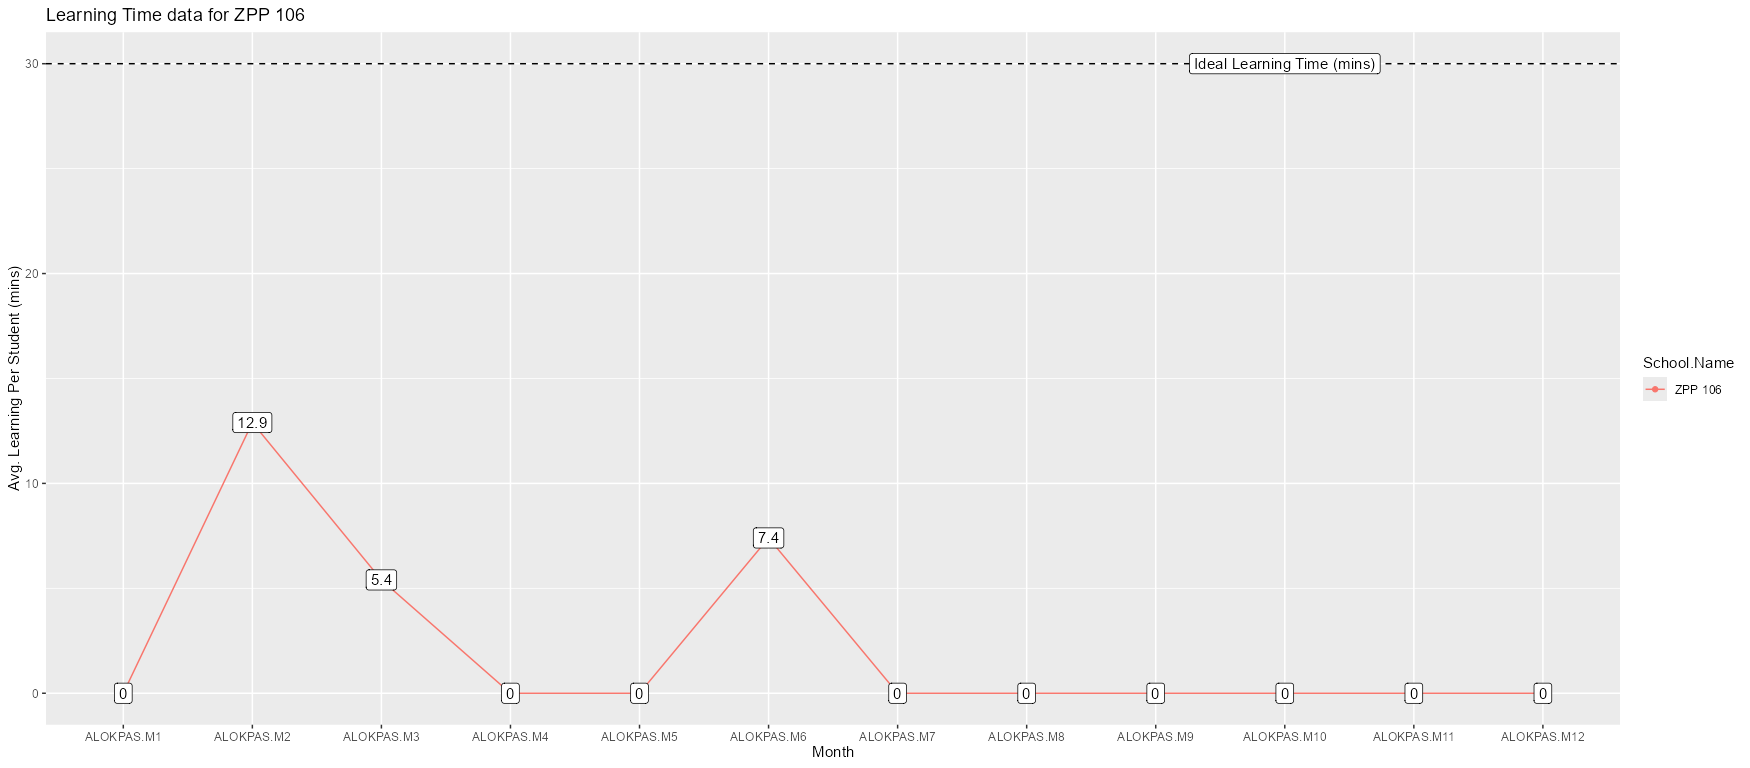 Learning Time data for ZPP 106
Avg. Learning Per Student (mins)
30
20
10
0
Ideal Learning Time (mins)
0
12.9
5.4
0
0
7.4
0
0
0
0
0
0
ALOKPAS.M1
ALOKPAS.M2
ALOKPAS.M3
ALOKPAS.M4
ALOKPAS.M5
ALOKPAS.M6
ALOKPAS.M7
ALOKPAS.M8
ALOKPAS.M9
ALOKPAS.M10
ALOKPAS.M11
ALOKPAS.M12
Month
School.Name
ZPP 106